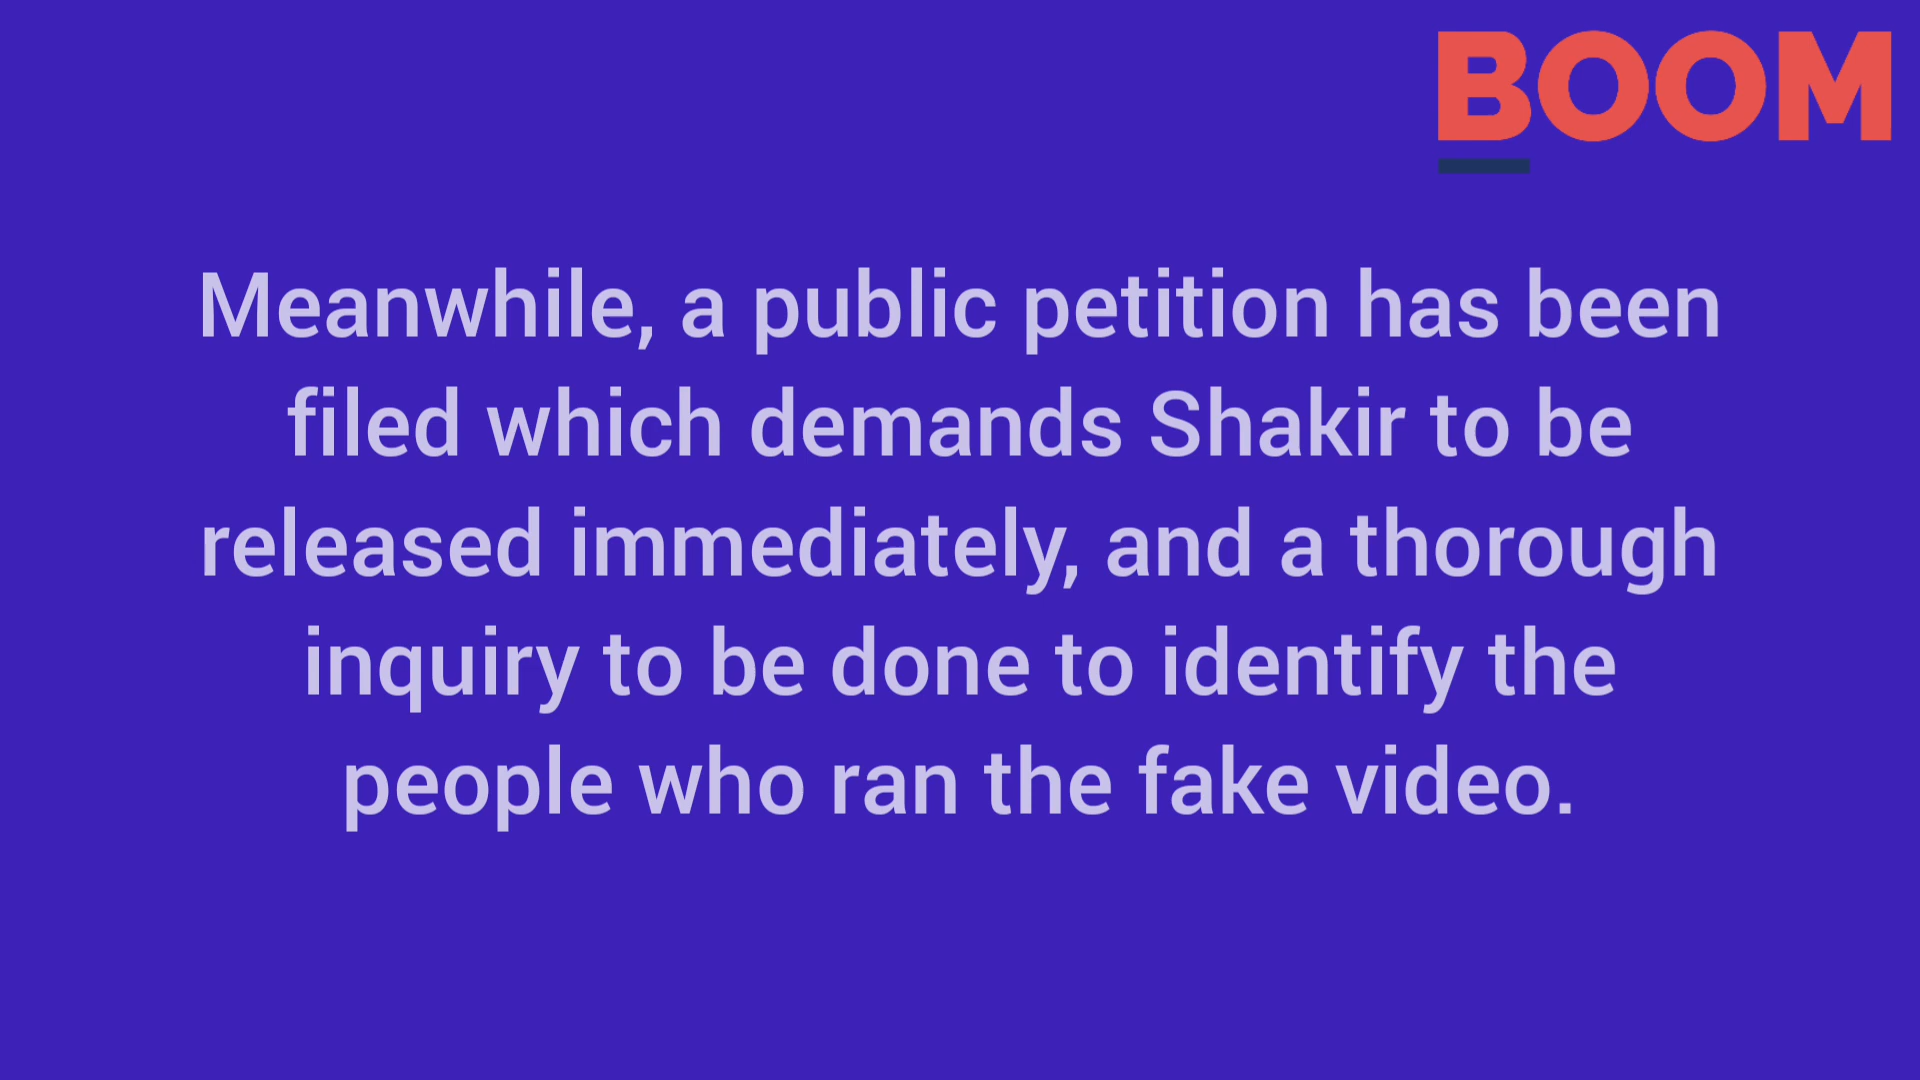 BOOM
Meanwhile, a public petition has been
filed which demands Shakir to be
released immediately, and a thorough
inquiry to be done to identify the
people who ran the fake video.